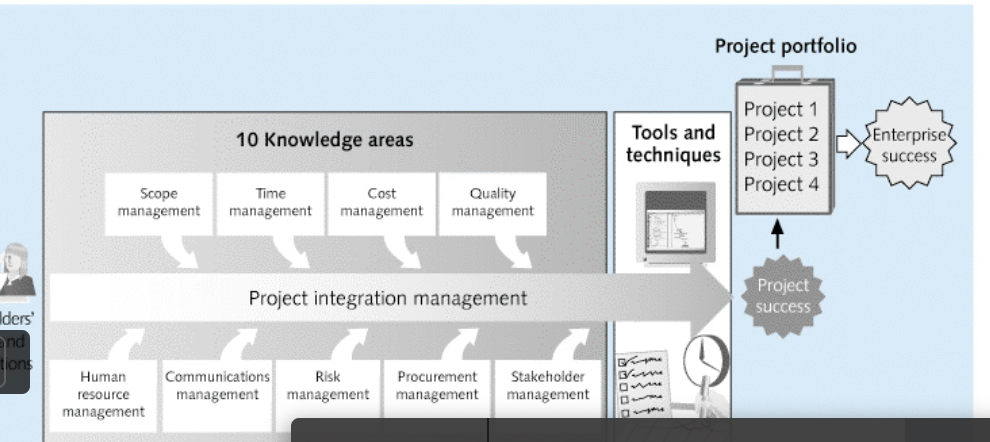 Project portfolio
Project 1
Project 2
Project 3
Project 4
Enterprise
success
10 Knowledge areas
Tools and
techniques
Scope
management
Time
management
Cost
management
Quality
management
Project integration management
Project
success
lders'
nd
tions
Human
resource
management
Communications
management
Risk
management
Procurement
management
Stakeholder
management